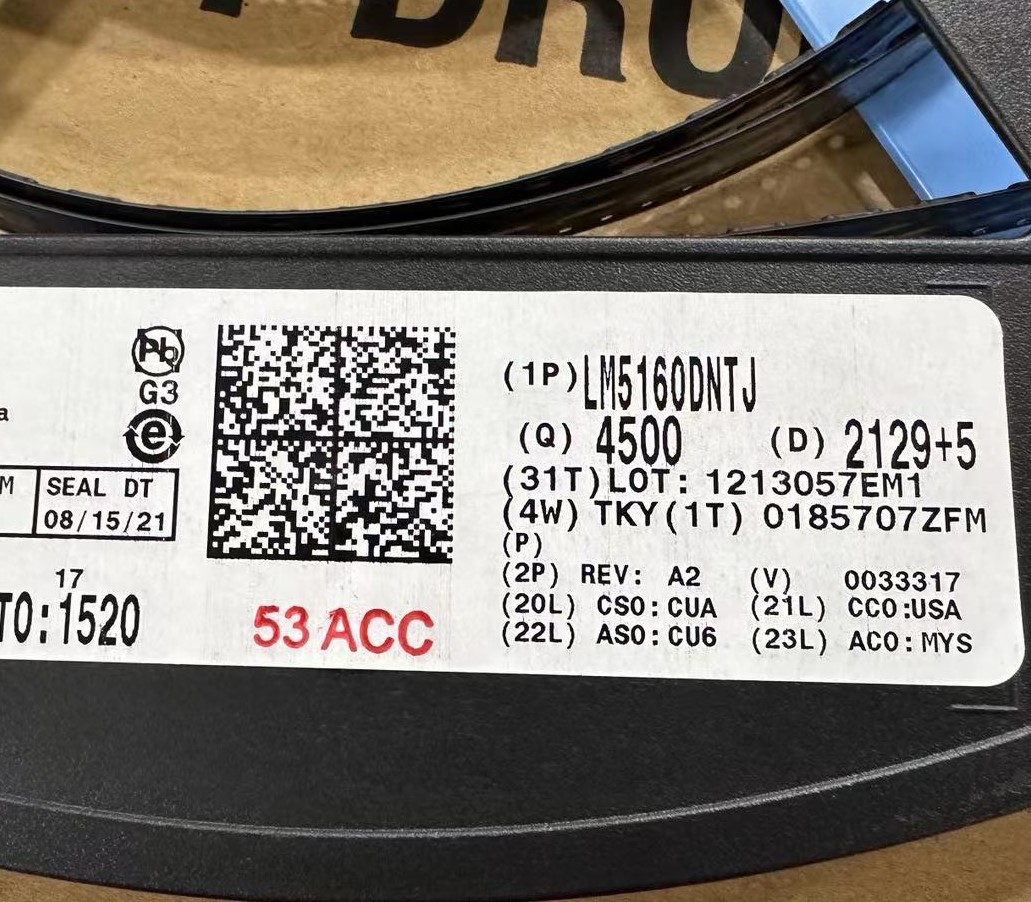 DRO
Pb
G3
e
a
M
SEAL DT
08/15/21
17
TO:1520
53 ACC
(1P)LM5160DNTJ
(Q) 4500 (D) 2129+5
(31T)LOT: 1213057EM1
(4W) TKY(1T) 0185707ZFM
(P)
(2P) REV: A2 (V) 0033317
(20L) CSO:CUA (21L) CCO:USA
(22L) ASO:CU6 (23L) ACO:MYS